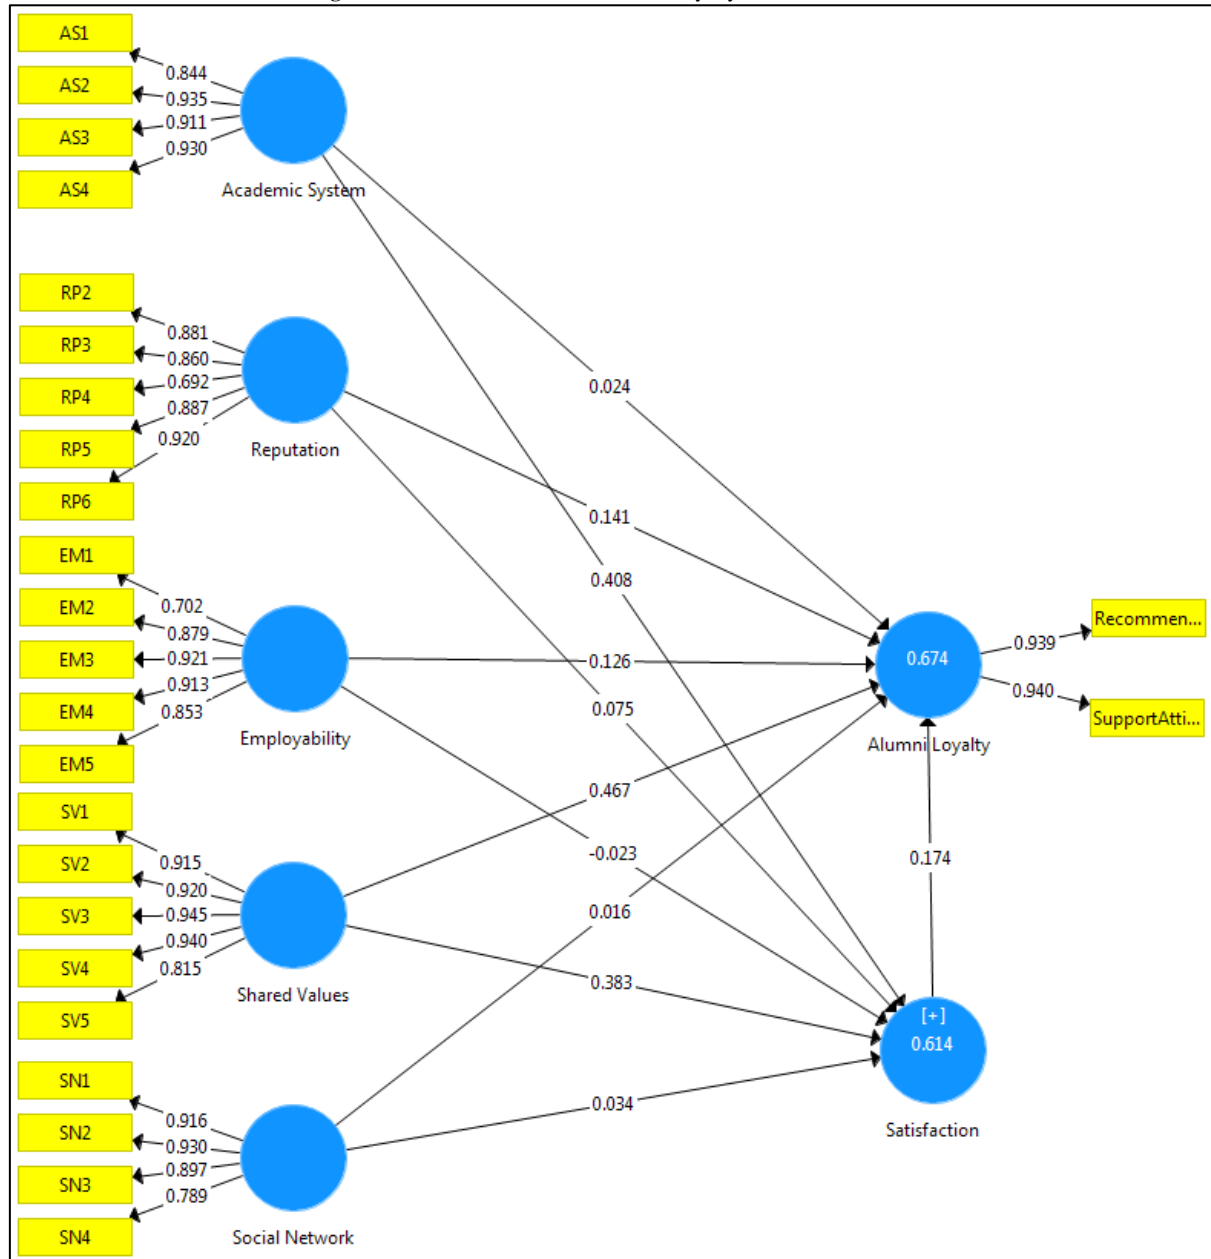 AS1
AS2
AS3
AS4
0.844
0.935
0.911
0.930
Academic System
RP2
RP3
RP4
RP5
RP6
0.881
0.860
0.692
0.887
0.920
Reputation
EM1
EM2
EM3
EM4
EM5
0.702
0.879
0.921
0.913
0.853
Employability
SV1
SV2
SV3
SV4
SV5
0.915
0.920
0.945
0.940
0.815
Shared Values
SN1
SN2
SN3
SN4
0.916
0.930
0.897
0.789
Social Network
0.024
0.141
0.408
0.126
0.075
0.467
-0.023
0.016
0.383
0.034
0.674
Alumni Loyalty
0.939
0.940
Recommen...
SupportAtti...
0.174
[+]
0.614
Satisfaction